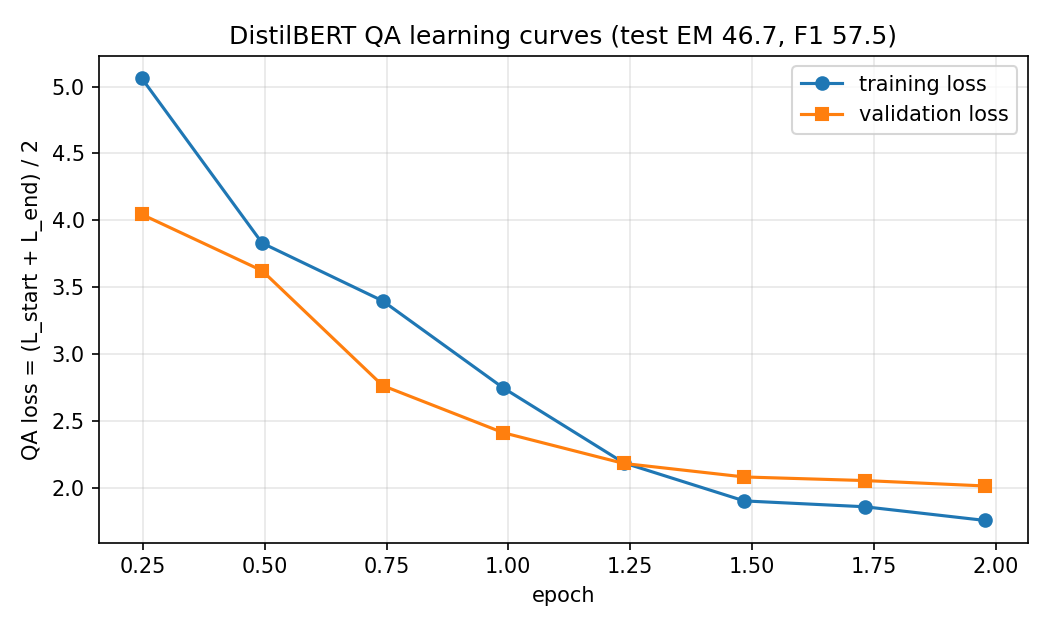 DistilBERT QA learning curves (test EM 46.7, F1 57.5)
training loss
validation loss
QA loss = (L_start + L_end) / 2
5.0
4.5
4.0
3.5
3.0
2.5
2.0
0.25 0.50 0.75 1.00 1.25 1.50 1.75 2.00
epoch